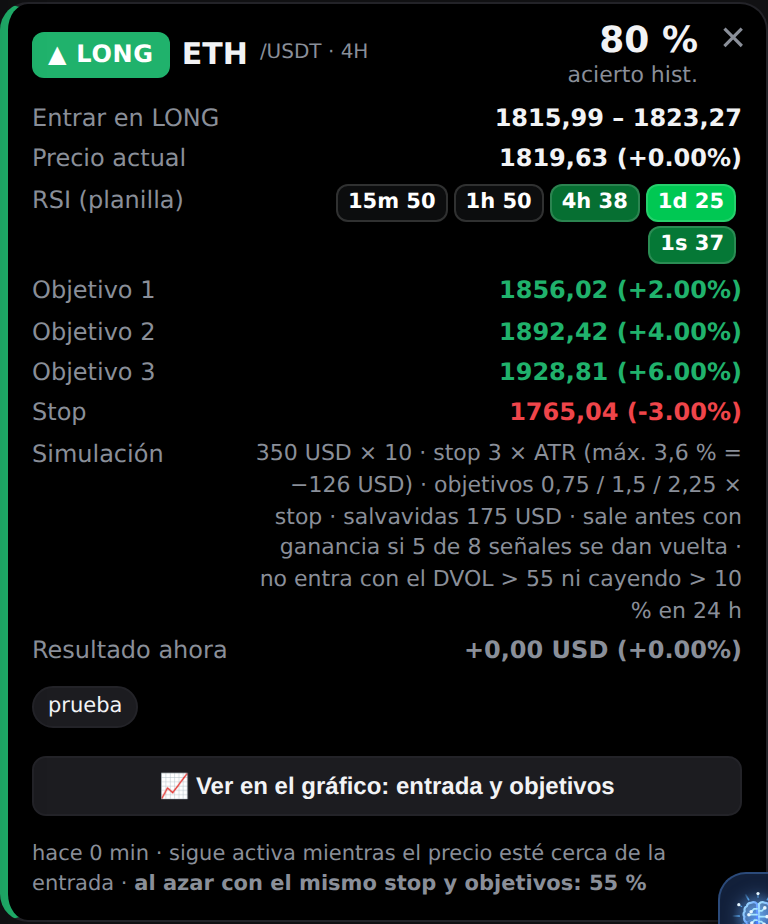 ▲ LONG ETH /USDT · 4H 80 % ×
acierto hist.
Entrar en LONG 1815,99 – 1823,27
Precio actual 1819,63 (+0.00%)
RSI (planilla) 15m 50 1h 50 4h 38 1d 25
1s 37
Objetivo 1 1856,02 (+2.00%)
Objetivo 2 1892,42 (+4.00%)
Objetivo 3 1928,81 (+6.00%)
Stop 1765,04 (-3.00%)
Simulación 350 USD × 10 · stop 3 × ATR (máx. 3,6 % =
−126 USD) · objetivos 0,75 / 1,5 / 2,25 ×
stop · salvavidas 175 USD · sale antes con
ganancia si 5 de 8 señales se dan vuelta ·
no entra con el DVOL > 55 ni cayendo > 10
% en 24 h
Resultado ahora +0,00 USD (+0.00%)
prueba
Ver en el gráfico: entrada y objetivos
hace 0 min · sigue activa mientras el precio esté cerca de la
entrada · al azar con el mismo stop y objetivos: 55 %